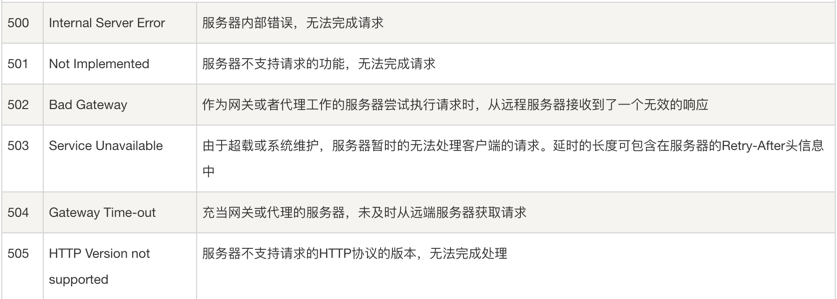 500 Internal Server Error 服务器内部错误，无法完成请求
501 Not Implemented 服务器不支持请求的功能，无法完成请求
502 Bad Gateway 作为网关或者代理工作的服务器尝试执行请求时，从远程服务器接收到了一个无效的响应
503 Service Unavailable 由于超载或系统维护，服务器暂时的无法处理客户端的请求。延时的长度可包含在服务器的Retry-After头信息
中
504 Gateway Time-out 充当网关或代理的服务器，未及时从远端服务器获取请求
505 HTTP Version not 服务器不支持请求的HTTP协议的版本，无法完成处理
supported